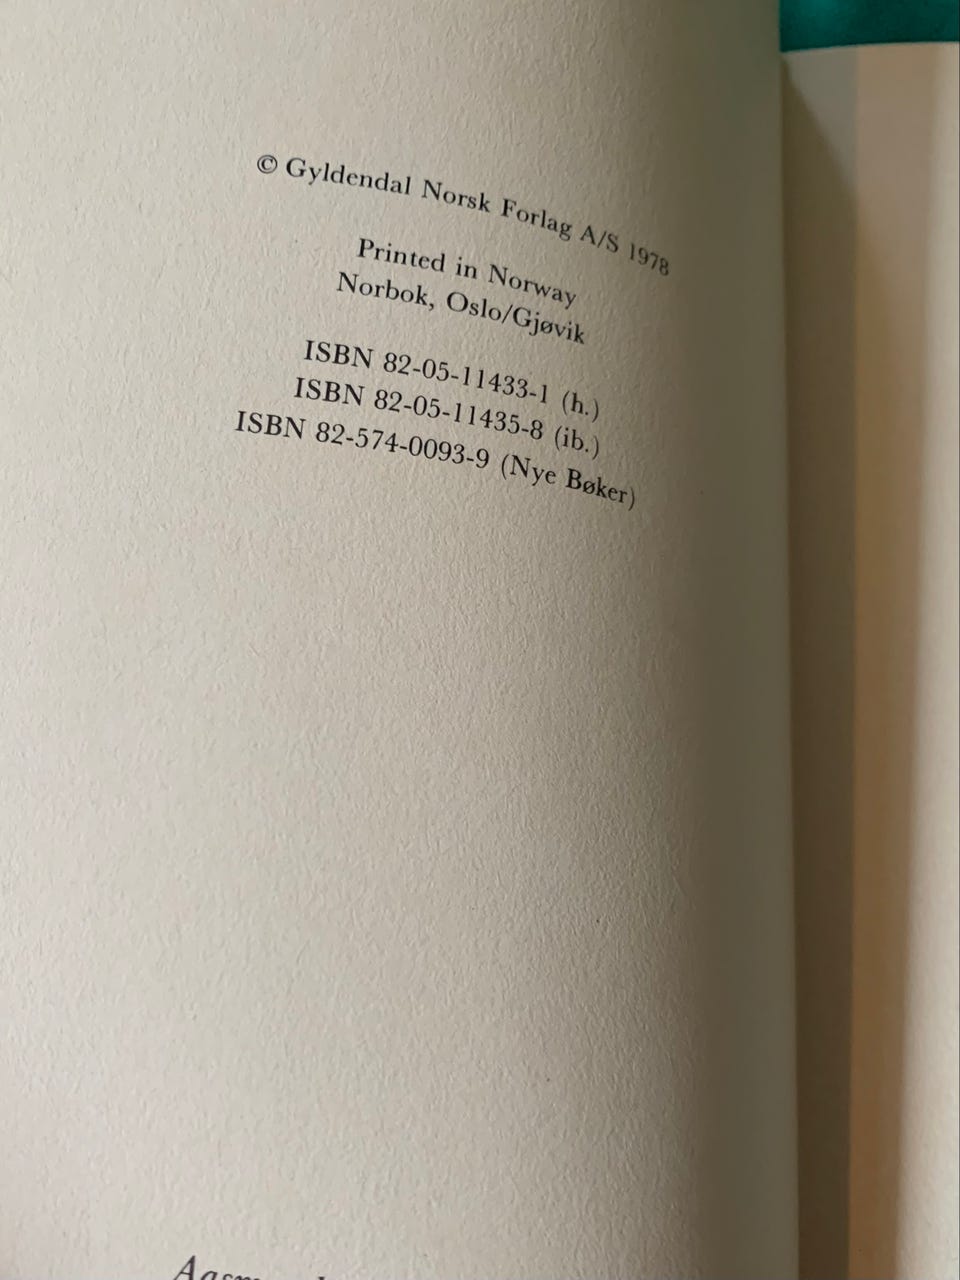 © Gyldendal Norsk Forlag A/S 1978
Printed in Norway
Norbok, Oslo/Gjøvik
ISBN 82-05-11433-1 (h.)
ISBN 82-05-11435-8 (ib.)
ISBN 82-574-0093-9 (Nye Bøker)